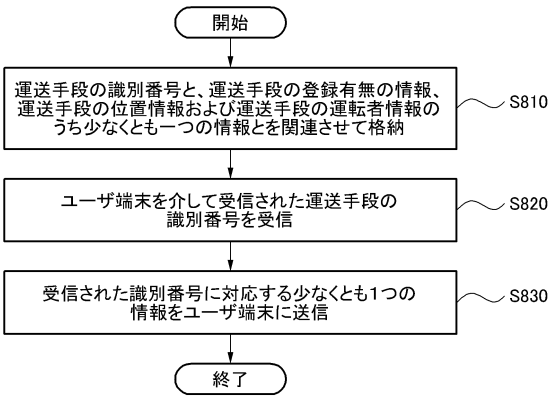 開始
運送手段の識別番号と、運送手段の登録有無の情報、
運送手段の位置情報および運送手段の運転者情報の
うち少なくとも一つの情報とを関連させて格納
S810
ユーザ端末を介して受信された運送手段の
識別番号を受信
S820
受信された識別番号に対応する少なくとも1つの
情報をユーザ端末に送信
S830
終了